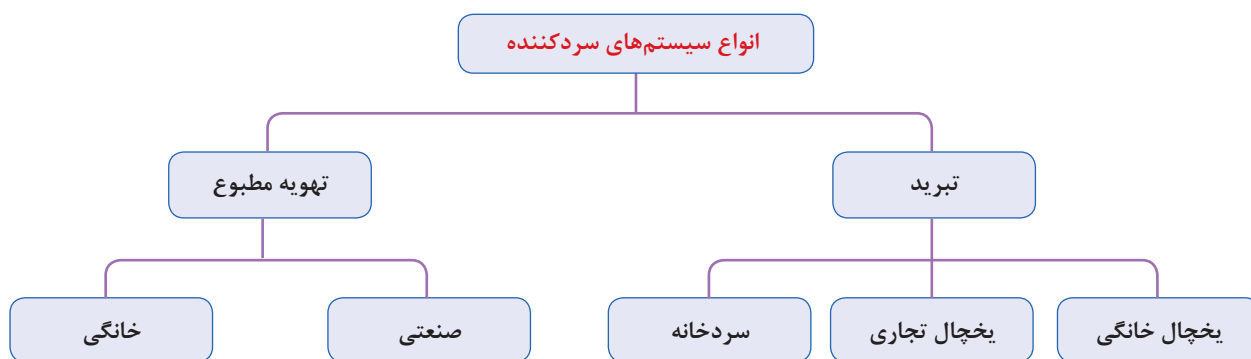 انواع سیستم‌های سردکننده
تبرید
تهویه مطبوع
یخچال خانگی
یخچال تجاری
سردخانه
صنعتی
خانگی